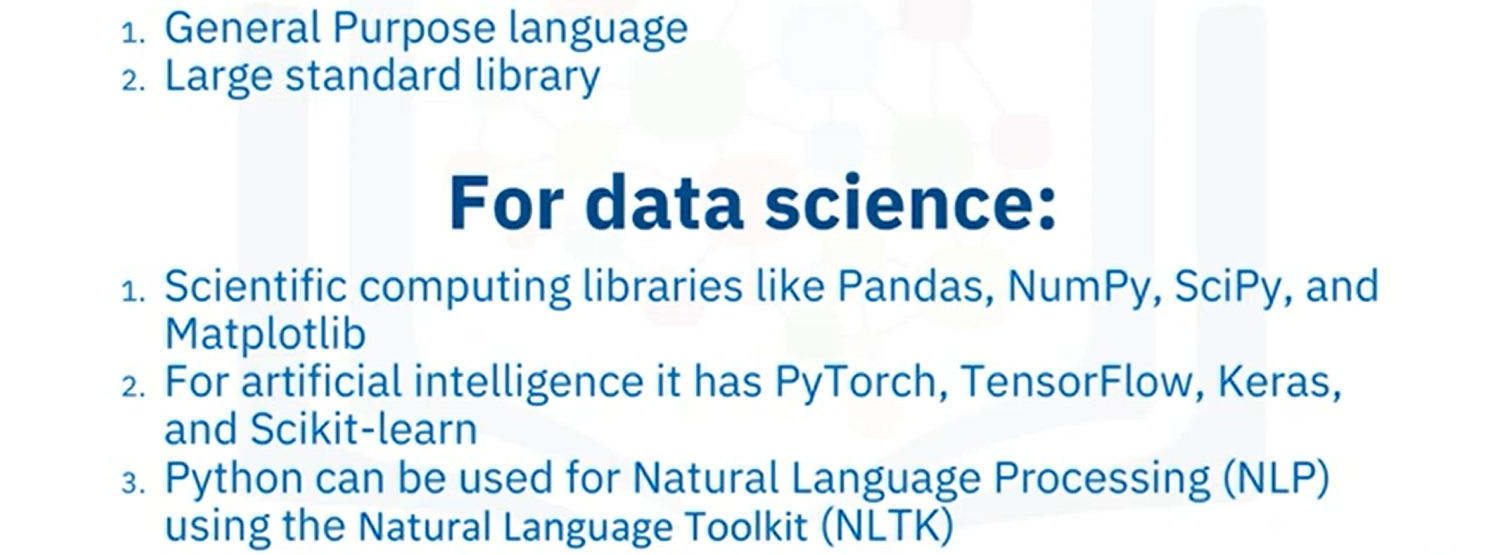 1. General Purpose language
2. Large standard library
For data science:
1. Scientific computing libraries like Pandas, NumPy, SciPy, and
Matplotlib
2. For artificial intelligence it has PyTorch, TensorFlow, Keras,
and Scikit-learn
3. Python can be used for Natural Language Processing (NLP)
using the Natural Language Toolkit (NLTK)